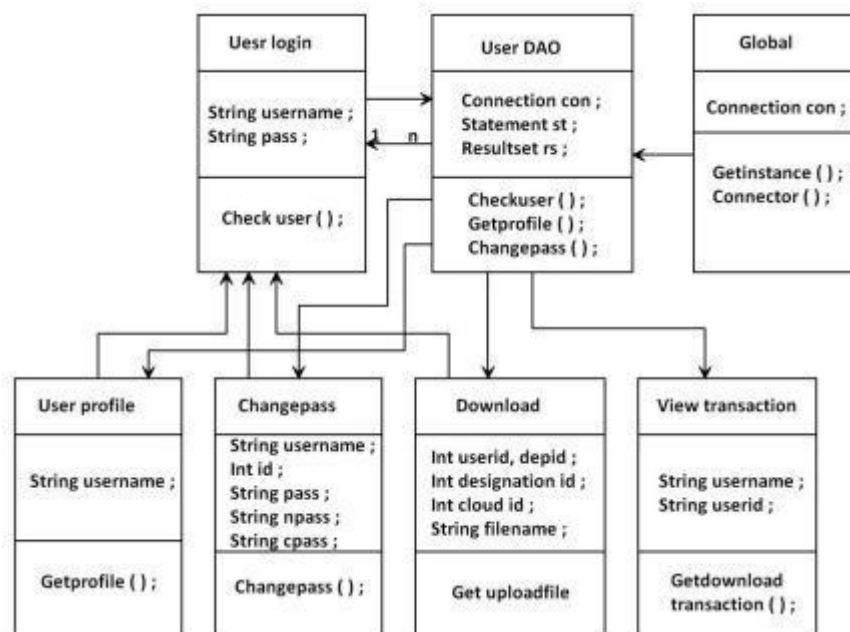 Uesr login
String username ;
String pass ;
Check user ( ) ;
1 n
User DAO
Connection con ;
Statement st ;
Resultset rs ;
Checkuser ( ) ;
Getprofile ( ) ;
Changepass ( ) ;
Global
Connection con ;
Getinstance ( ) ;
Connector ( ) ;
User profile
String username ;
Getprofile ( ) ;
Changepass
String username ;
Int id ;
String pass ;
String npass ;
String cpass ;
Changepass ( ) ;
Download
Int userid, depid ;
Int designation id ;
Int cloud id ;
String filename ;
Get uploadfile
View transaction
String username ;
String userid ;
Getdownload
transaction ( ) ;